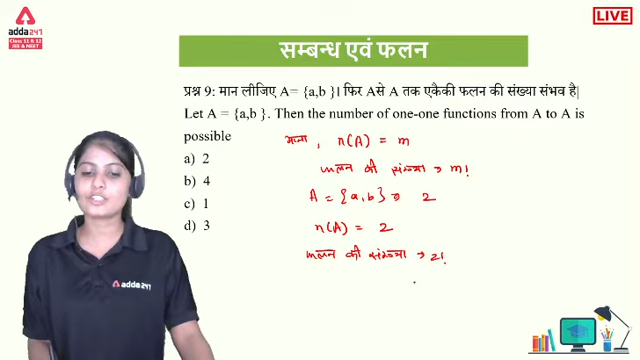 adda247
Class 11 & 12
JEE & NEET
LIVE
सम्बन्ध एवं फलन
प्रश्न 9: मान लीजिए A= {a,b }। फिर Aसे A तक एकैकी फलन की संख्या संभव है|
Let A = {a,b }. Then the number of one-one functions from A to A is
possible
माना, n(A) = m
a) 2
फलन की संख्या → m!
b) 4
A = {a,b} ⇒ 2
c) 1
n(A) = 2
d) 3
फलन की संख्या → 2!
adda247